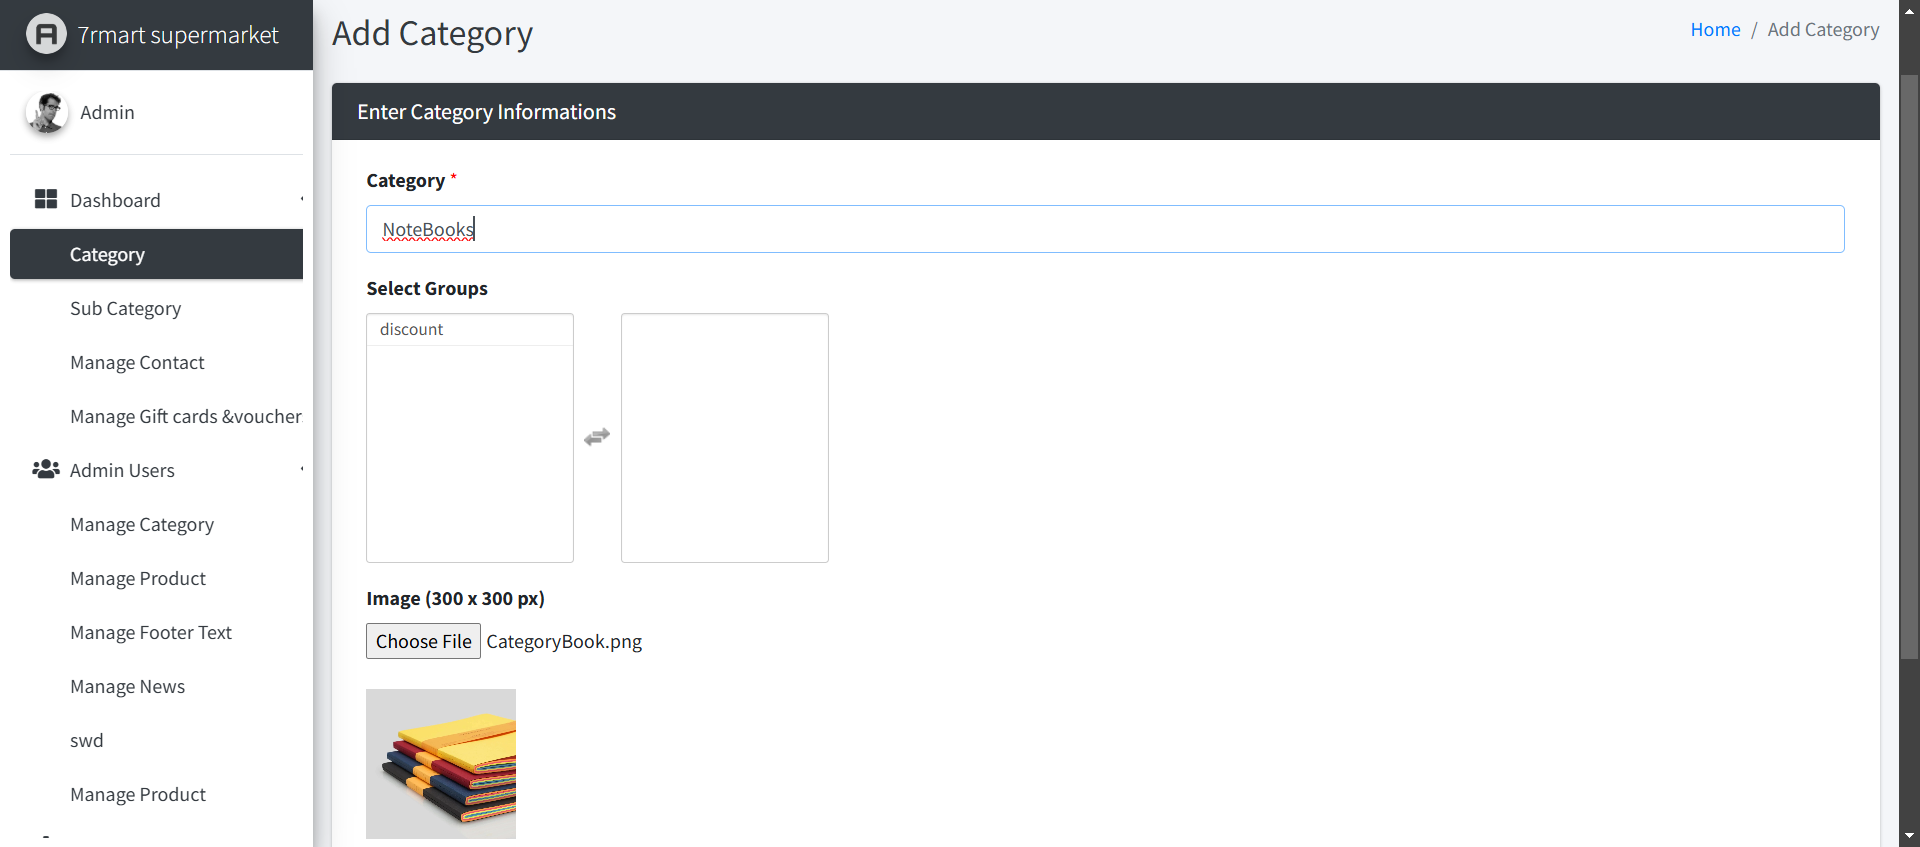 7rmart supermarket
Admin
Dashboard
Category
Sub Category
Manage Contact
Manage Gift cards &voucher
Admin Users
Manage Category
Manage Product
Manage Footer Text
Manage News
swd
Manage Product
Add Category
Home / Add Category
Enter Category Informations
Category *
NoteBooks
Select Groups
discount
Image (300 x 300 px)
Choose File CategoryBook.png